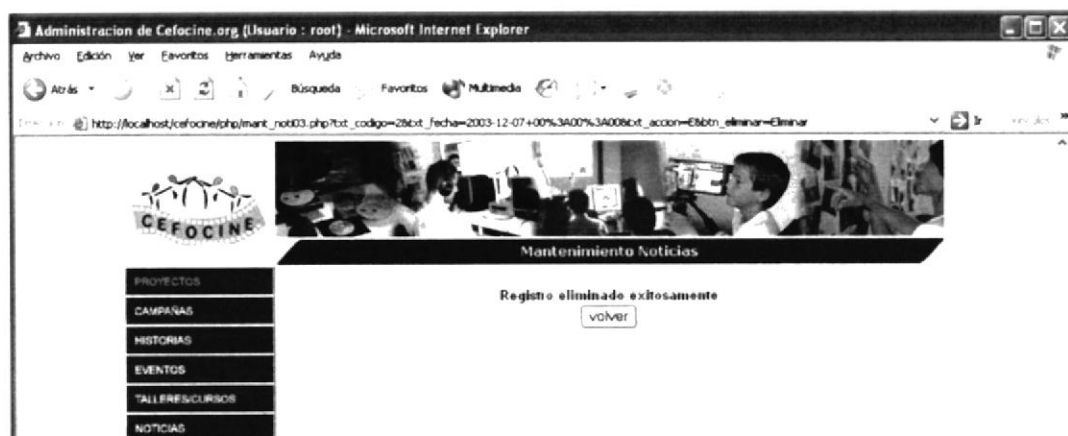 Administracion de Cefocine.org (Usuario : root) - Microsoft Internet Explorer
Archivo Edición Ver Favoritos Herramientas Ayuda
Atrás Búsqueda Favoritos Multimedia
http://localhost/cefocine/php/mant_noti03.php?txt_codigo=2&txt_fecha=2003-12-07+00%3A00%3A00&txt_accion=E&btn_eliminar=Eliminar Ir
CEFOCINE
Mantenimiento Noticias
PROYECTOS
CAMPAÑAS
HISTORIAS
EVENTOS
TALLERES/CURSOS
NOTICIAS
Registro eliminado exitosamente
volver